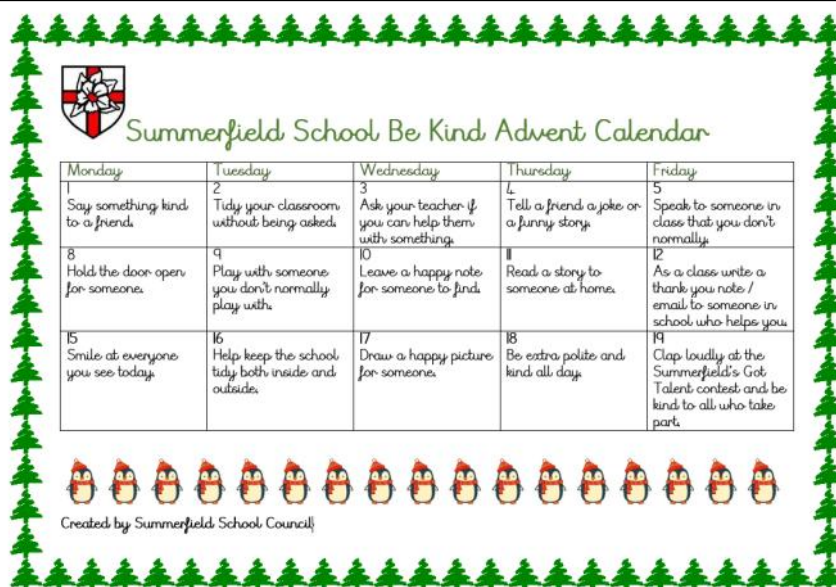 Summerfield School Be Kind Advent Calendar
Monday
Tuesday
Wednesday
Thursday
Friday
1
Say something kind
to a friend.
2
Tidy your classroom
without being asked.
3
Ask your teacher if
you can help them
with something.
4
Tell a friend a joke or
a funny story.
5
Speak to someone in
class that you don't
normally.
8
Hold the door open
for someone.
9
Play with someone
you don't normally
play with.
10
Leave a happy note
for someone to find.
11
Read a story to
someone at home.
12
As a class write a
thank you note /
email to someone in
school who helps you.
15
Smile at everyone
you see today.
16
Help keep the school
tidy both inside and
outside.
17
Draw a happy picture
for someone.
18
Be extra polite and
kind all day.
19
Clap loudly at the
Summerfield's Got
Talent contest and be
kind to all who take
part.
Created by Summerfield School Council